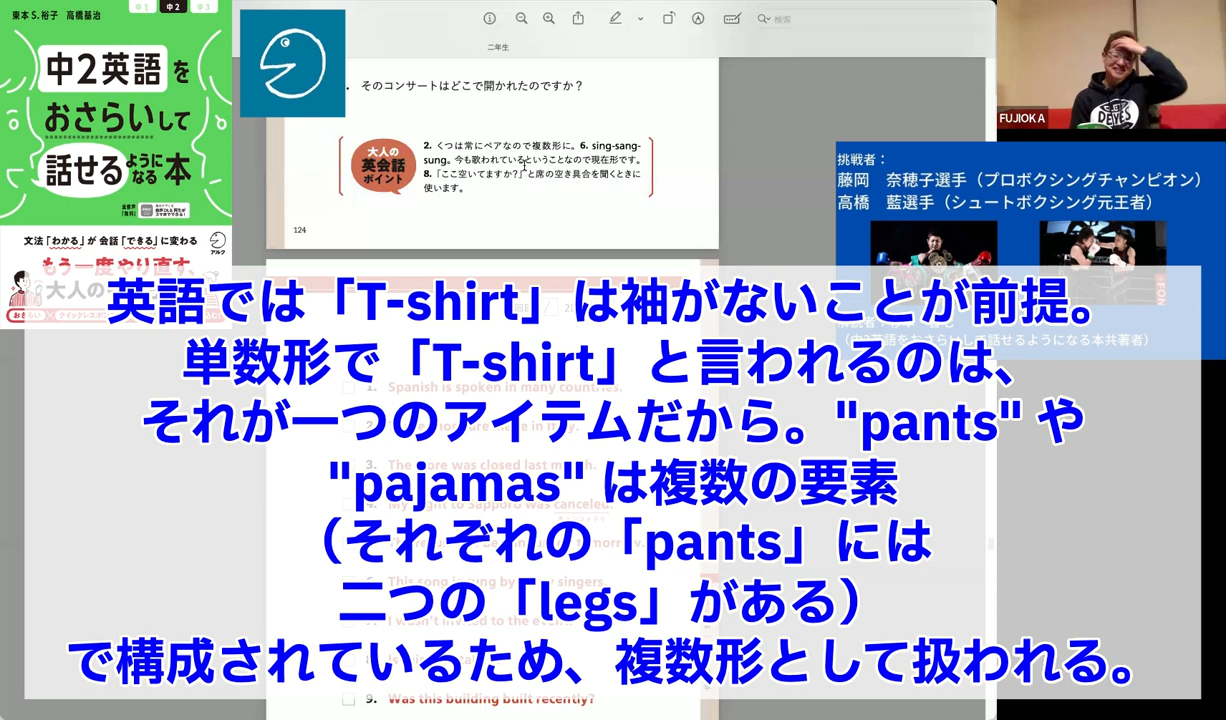 東本S.裕子 高橋基治
中1 中2 中3
中2英語を
おさらいして
話せるようになる本
文法「わかる」が会話「できる」に変わる
アルク
もう一度やり直す、
大人の
検索
二年生
そのコンサートはどこで開かれたのですか？
大人の
英会話
ポイント
2. くつは常にペアなので複数形に。6. sing-sang-
sung。今も歌われているということなので現在形です。
8.「ここ空いてますか?」と席の空き具合を聞くときに
使います。
124
FUJIOKA
挑戦者：
藤岡 奈穂子選手（プロボクシングチャンピオン）
高橋 藍選手（シュートボクシング元王者）
英語では「T-shirt」は袖がないことが前提。
単数形で「T-shirt」と言われるのは、
それが一つのアイテムだから。"pants" や
"pajamas" は複数の要素
（それぞれの「pants」には
二つの「legs」がある）
で構成されているため、複数形として扱われる。
1. Spanish is spoken in many countries.
9. Was this building built recently?